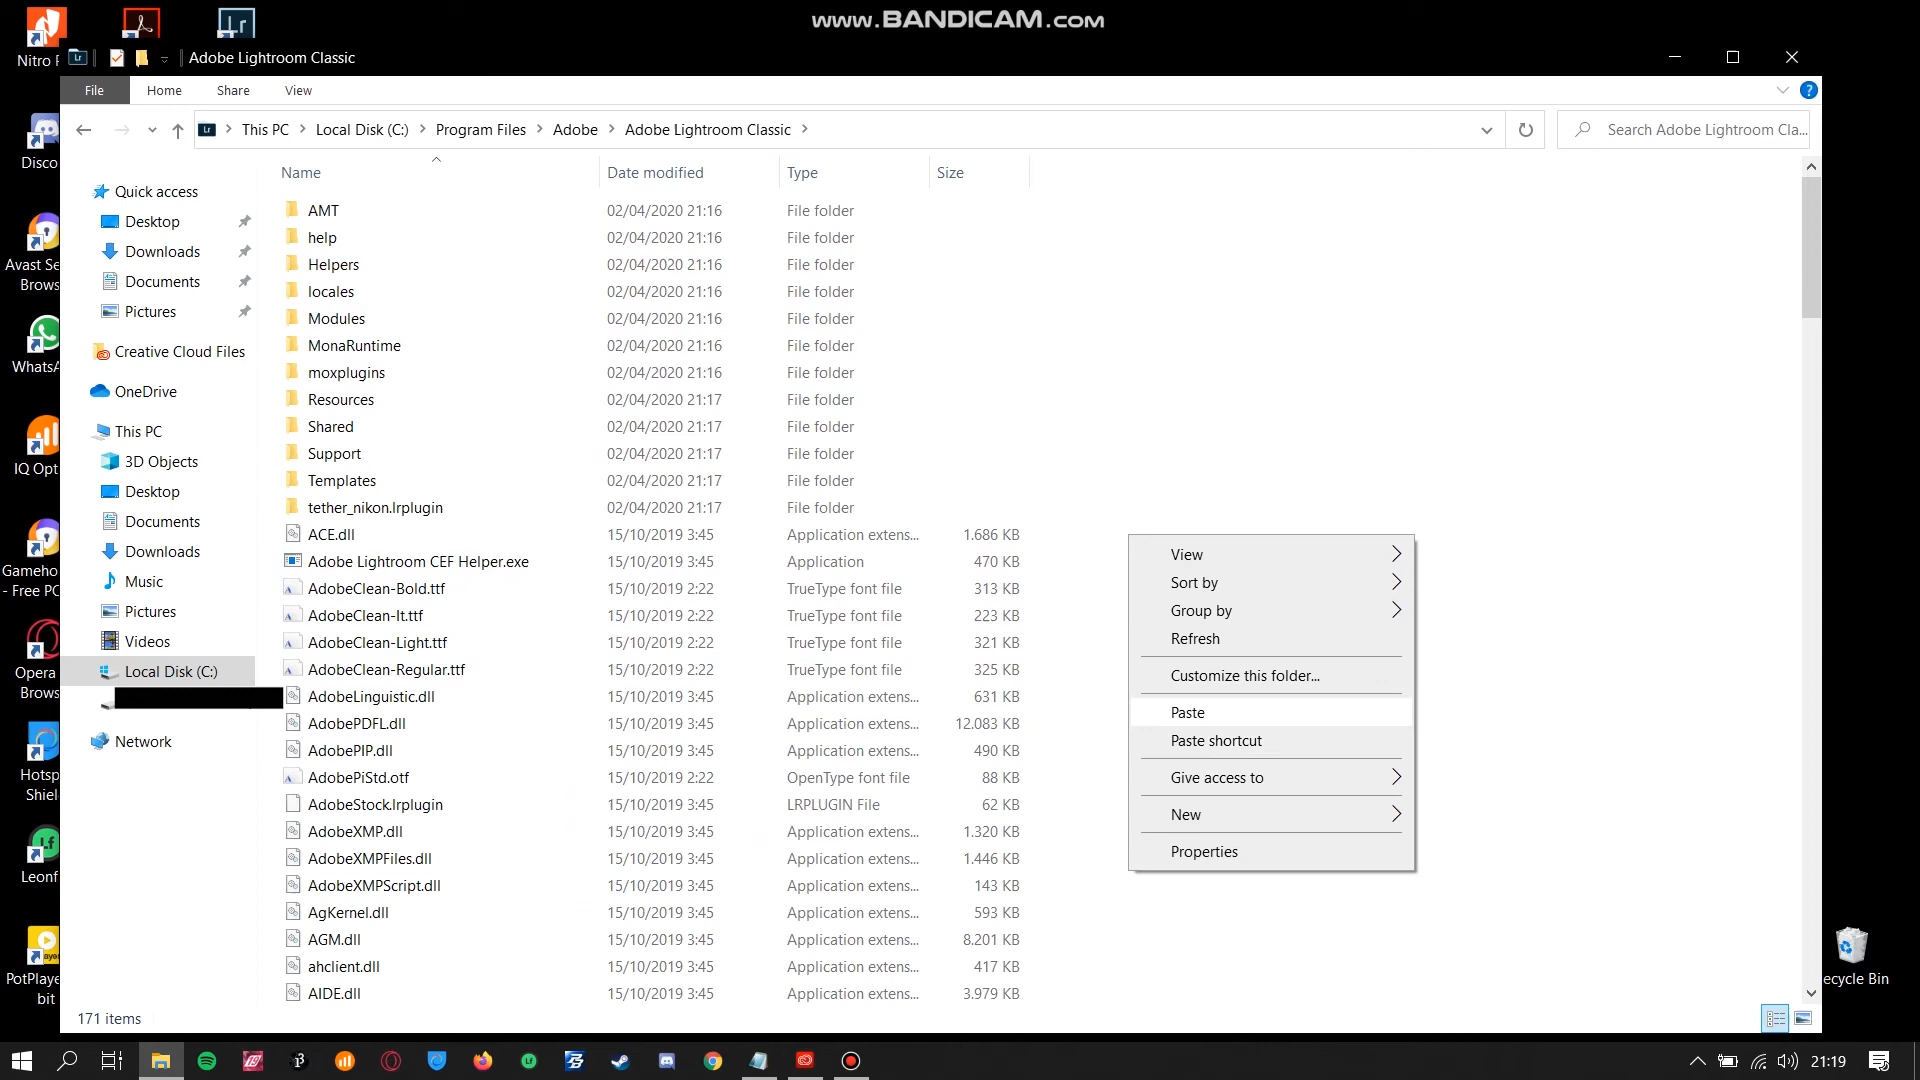 www.BANDICAM.com
Nitro P
Adobe Lightroom Classic
File Home Share View
This PC Local Disk (C:) Program Files Adobe Adobe Lightroom Classic
Search Adobe Lightroom Cla...
Name Date modified Type Size
Quick access
Desktop
Downloads
Documents
Pictures
Creative Cloud Files
OneDrive
This PC
3D Objects
Desktop
Documents
Downloads
Music
Pictures
Videos
Local Disk (C:)
Network
AMT 02/04/2020 21:16 File folder
help 02/04/2020 21:16 File folder
Helpers 02/04/2020 21:16 File folder
locales 02/04/2020 21:16 File folder
Modules 02/04/2020 21:16 File folder
MonaRuntime 02/04/2020 21:16 File folder
moxplugins 02/04/2020 21:16 File folder
Resources 02/04/2020 21:17 File folder
Shared 02/04/2020 21:17 File folder
Support 02/04/2020 21:17 File folder
Templates 02/04/2020 21:17 File folder
tether_nikon.lrplugin 02/04/2020 21:17 File folder
ACE.dll 15/10/2019 3:45 Application extens... 1.686 KB
Adobe Lightroom CEF Helper.exe 15/10/2019 3:45 Application 470 KB
AdobeClean-Bold.ttf 15/10/2019 2:22 TrueType font file 313 KB
AdobeClean-It.ttf 15/10/2019 2:22 TrueType font file 223 KB
AdobeClean-Light.ttf 15/10/2019 2:22 TrueType font file 321 KB
AdobeClean-Regular.ttf 15/10/2019 2:22 TrueType font file 325 KB
AdobeLinguistic.dll 15/10/2019 3:45 Application extens... 631 KB
AdobePDFL.dll 15/10/2019 3:45 Application extens... 12.083 KB
AdobePIP.dll 15/10/2019 3:45 Application extens... 490 KB
AdobePiStd.otf 15/10/2019 2:22 OpenType font file 88 KB
AdobeStock.lrplugin 15/10/2019 3:45 LRPLUGIN File 62 KB
AdobeXMP.dll 15/10/2019 3:45 Application extens... 1.320 KB
AdobeXMPFiles.dll 15/10/2019 3:45 Application extens... 1.446 KB
AdobeXMPScript.dll 15/10/2019 3:45 Application extens... 143 KB
AgKernel.dll 15/10/2019 3:45 Application extens... 593 KB
AGM.dll 15/10/2019 3:45 Application extens... 8.201 KB
ahclient.dll 15/10/2019 3:45 Application extens... 417 KB
AIDE.dll 15/10/2019 3:45 Application extens... 3.979 KB
View
Sort by
Group by
Refresh
Customize this folder...
Paste
Paste shortcut
Give access to
New
Properties
Disco
Avast Se
Brows
WhatsA
IQ Opt
Gameho
- Free PC
Opera
Brows
Hotsp
Shiel
Leonf
PotPlaye
bit
ecycle Bin
171 items
21:19